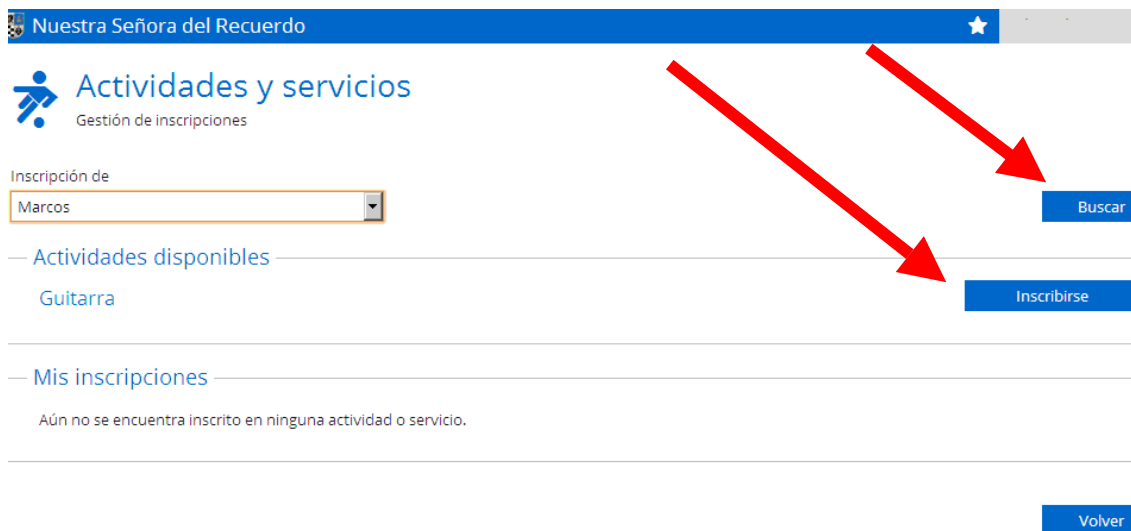 Nuestra Señora del Recuerdo
Actividades y servicios
Gestión de inscripciones
Inscripción de
Marcos
Buscar
Actividades disponibles
Guitarra
Inscribirse
Mis inscripciones
Aún no se encuentra inscrito en ninguna actividad o servicio.
Volver